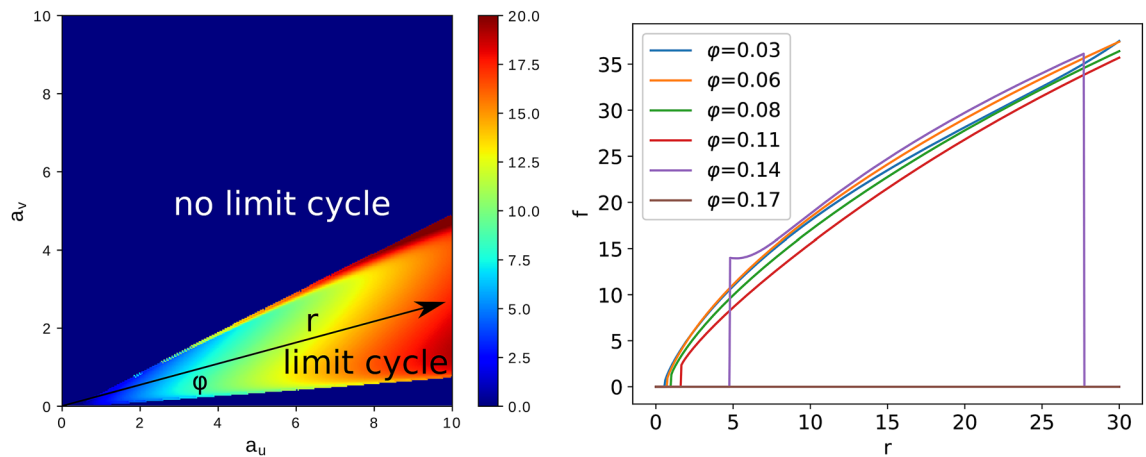 10
8
6
4
2
0
a_v
no limit cycle
r
limit cycle
φ
0 2 4 6 8 10
a_u
20.0
17.5
15.0
12.5
10.0
7.5
5.0
2.5
0.0
φ=0.03
φ=0.06
φ=0.08
φ=0.11
φ=0.14
φ=0.17
35
30
25
20
15
10
5
0
f
0 5 10 15 20 25 30
r